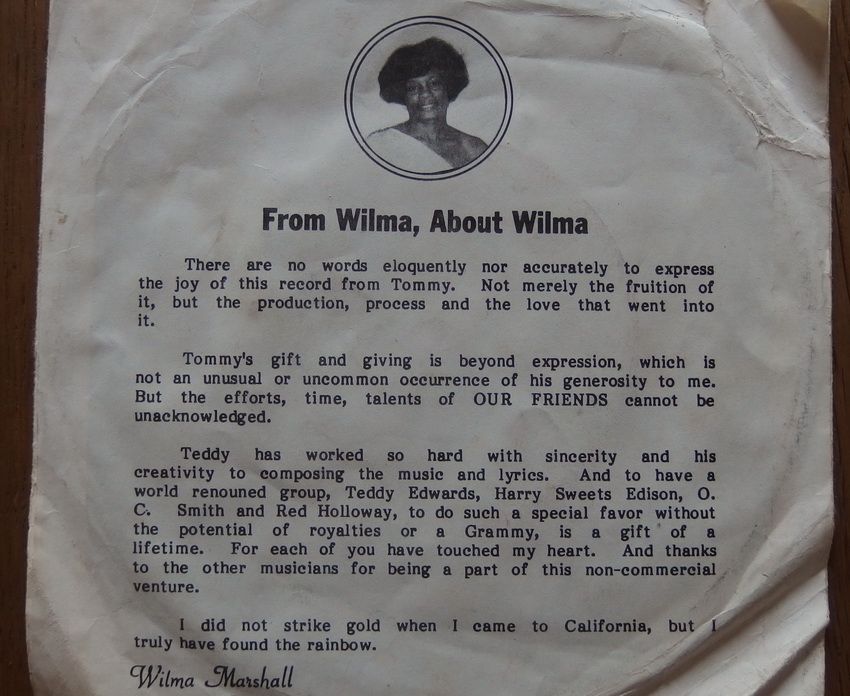 From Wilma, About Wilma
There are no words eloquently nor accurately to express
the joy of this record from Tommy. Not merely the fruition of
it, but the production, process and the love that went into
it.
Tommy's gift and giving is beyond expression, which is
not an unusual or uncommon occurrence of his generosity to me.
But the efforts, time, talents of OUR FRIENDS cannot be
unacknowledged.
Teddy has worked so hard with sincerity and his
creativity to composing the music and lyrics. And to have a
world renouned group, Teddy Edwards, Harry Sweets Edison, O.
C. Smith and Red Holloway, to do such a special favor without
the potential of royalties or a Grammy, is a gift of a
lifetime. For each of you have touched my heart. And thanks
to the other musicians for being a part of this non-commercial
venture.
I did not strike gold when I came to California, but I
truly have found the rainbow.
Wilma Marshall